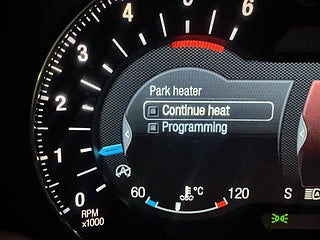 6
5
4
3
2
1
0
RPM
x1000
Park heater
Continue heat
Programming
60 °C 120
S
A